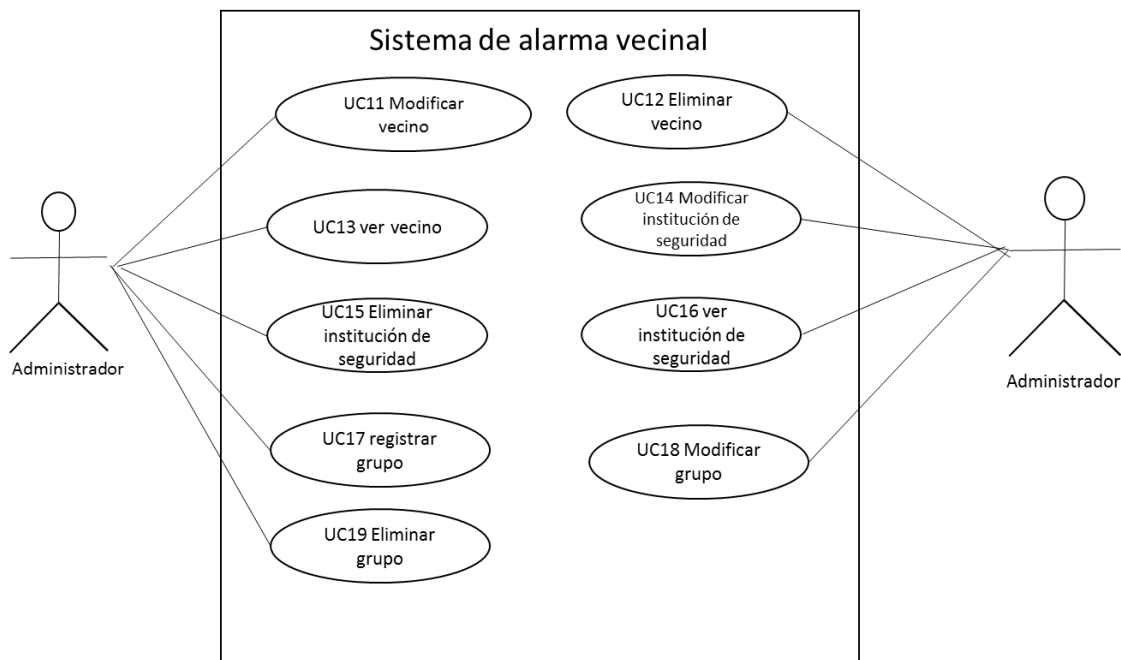 Sistema de alarma vecinal
UC11 Modificar
vecino
UC12 Eliminar
vecino
UC13 ver vecino
UC14 Modificar
institución de
seguridad
UC15 Eliminar
institución de
seguridad
UC16 ver
institución de
seguridad
Administrador
Administrador
UC17 registrar
grupo
UC18 Modificar
grupo
UC19 Eliminar
grupo